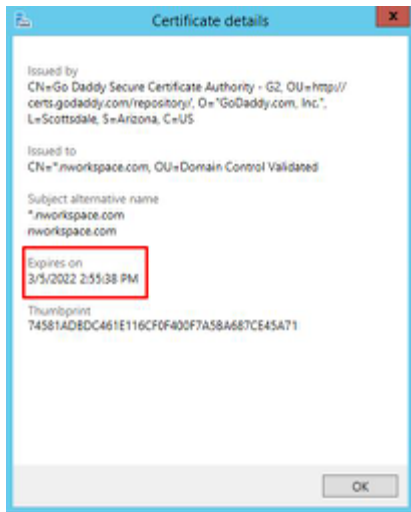 Certificate details
x
Issued by
CN=Go Daddy Secure Certificate Authority - G2, OU=http://
certs.godaddy.com/repository/, O="GoDaddy.com, Inc.",
L=Scottsdale, S=Arizona, C=US
Issued to
CN=*.nworkspace.com, OU=Domain Control Validated
Subject alternative name
*.nworkspace.com
nworkspace.com
Expires on
3/5/2022 2:55:38 PM
Thumbprint
74581ADBDC461E116CF0F400F7A58A687CE45A71
OK